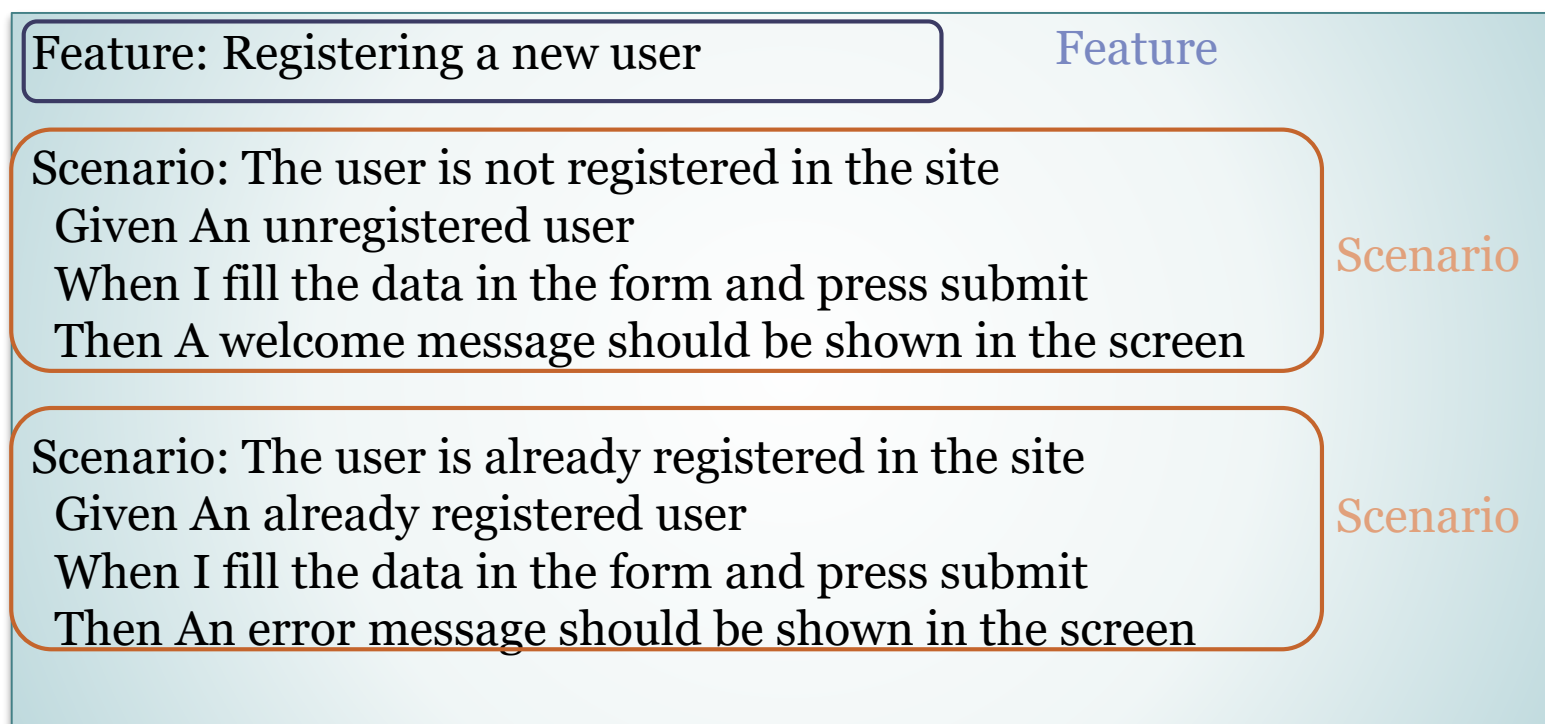 Feature: Registering a new user
Feature
Scenario: The user is not registered in the site
Given An unregistered user
When I fill the data in the form and press submit
Then A welcome message should be shown in the screen
Scenario
Scenario: The user is already registered in the site
Given An already registered user
When I fill the data in the form and press submit
Then An error message should be shown in the screen
Scenario